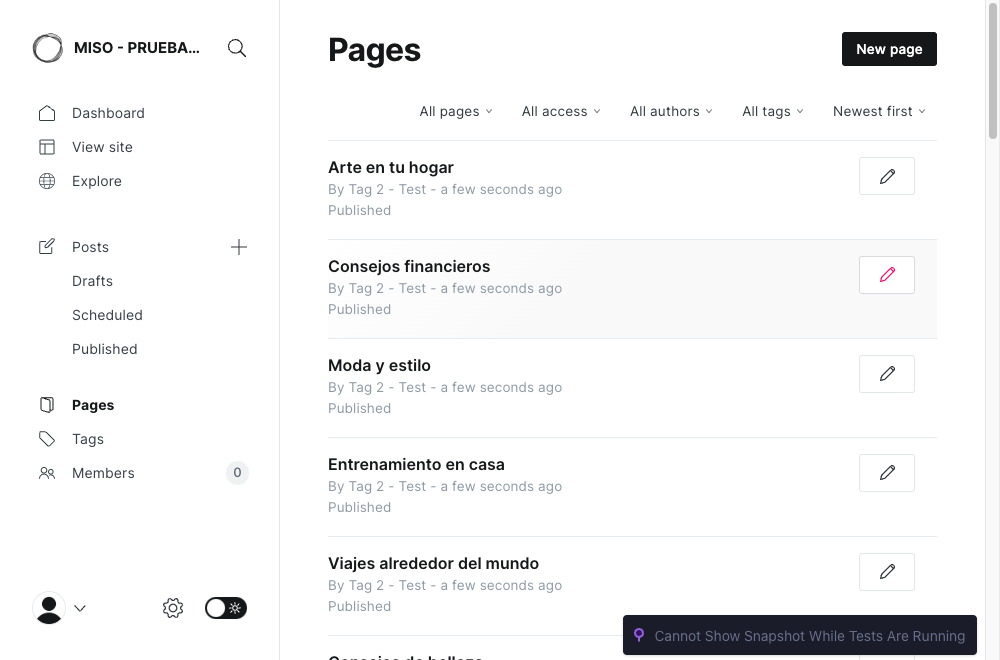 MISO - PRUEBA...
Dashboard
View site
Explore
Posts
Drafts
Scheduled
Published
Pages
Tags
Members
0
Pages
New page
All pages
All access
All authors
All tags
Newest first
Arte en tu hogar
By Tag 2 - Test - a few seconds ago
Published
Consejos financieros
By Tag 2 - Test - a few seconds ago
Published
Moda y estilo
By Tag 2 - Test - a few seconds ago
Published
Entrenamiento en casa
By Tag 2 - Test - a few seconds ago
Published
Viajes alrededor del mundo
By Tag 2 - Test - a few seconds ago
Published
Cannot Show Snapshot While Tests Are Running